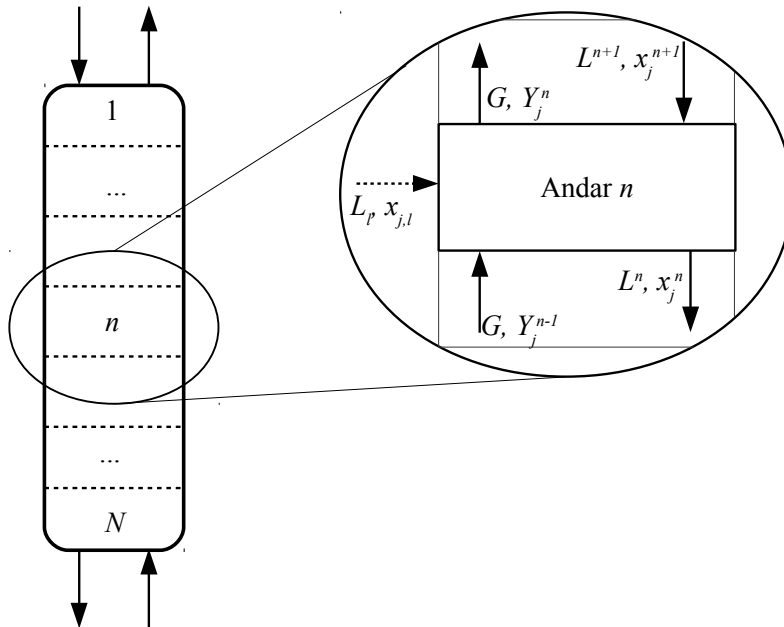 1
...
n
...
N
G, Y_j^n
L^{n+1}, x_j^{n+1}
Andar n
L_l, x_{j,l}
G, Y_j^{n-1}
L^n, x_j^n